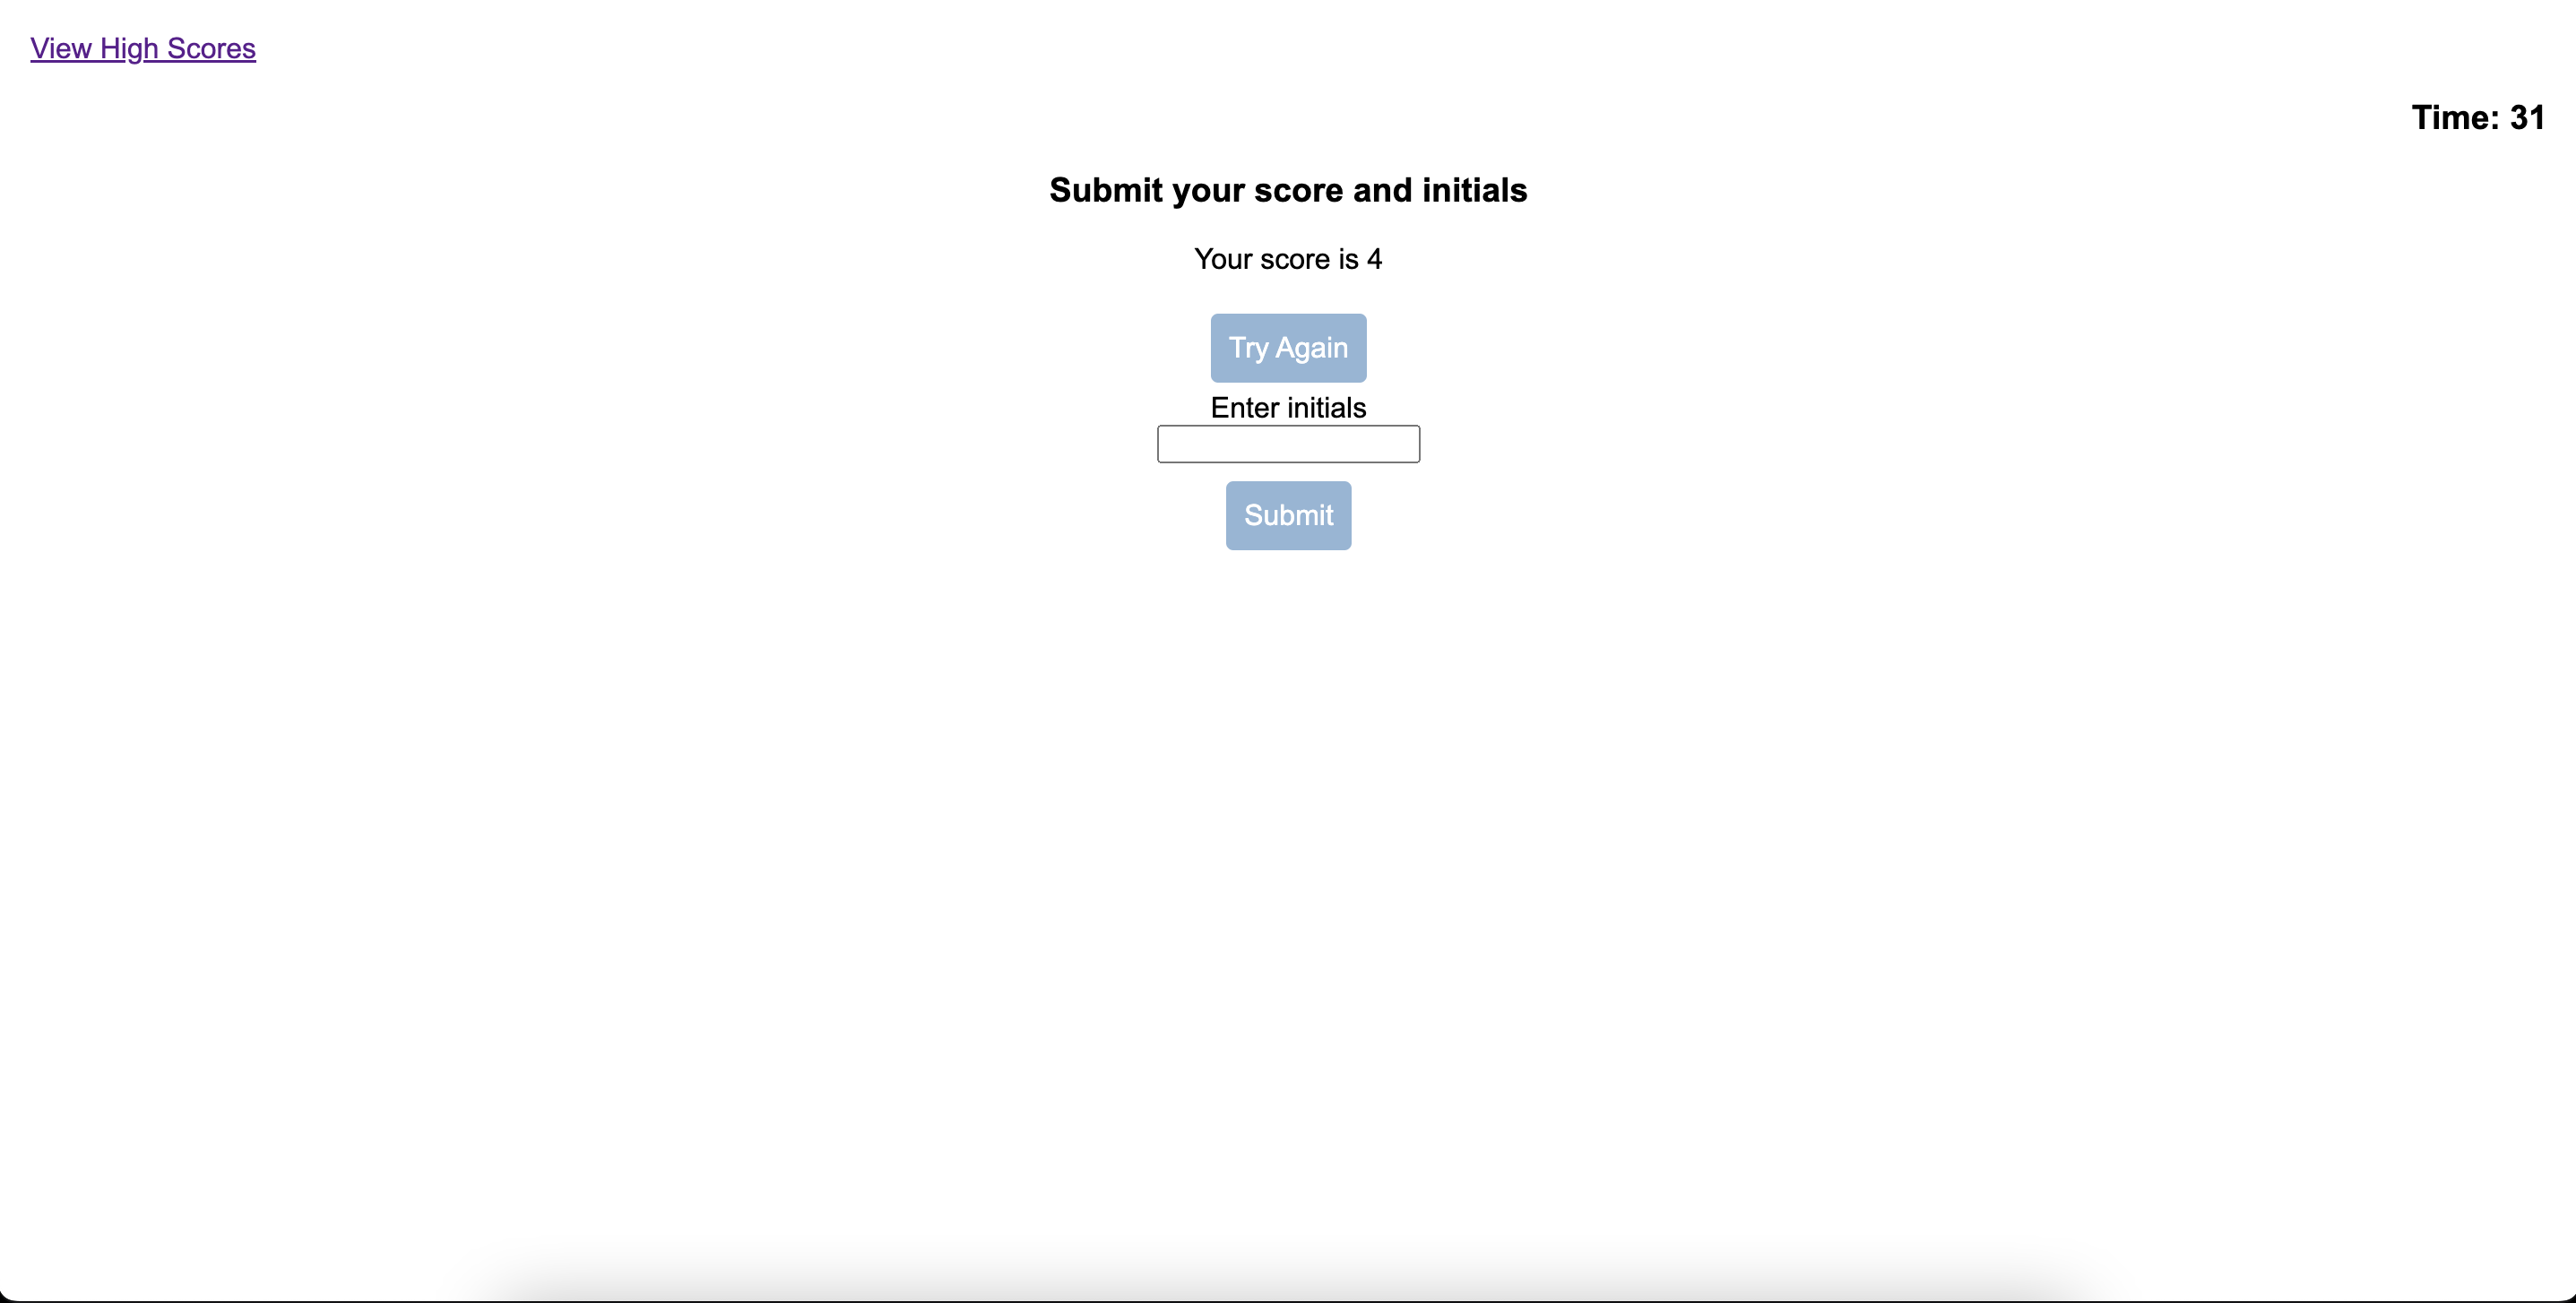 View High Scores
Time: 31
Submit your score and initials
Your score is 4
Try Again
Enter initials
Submit